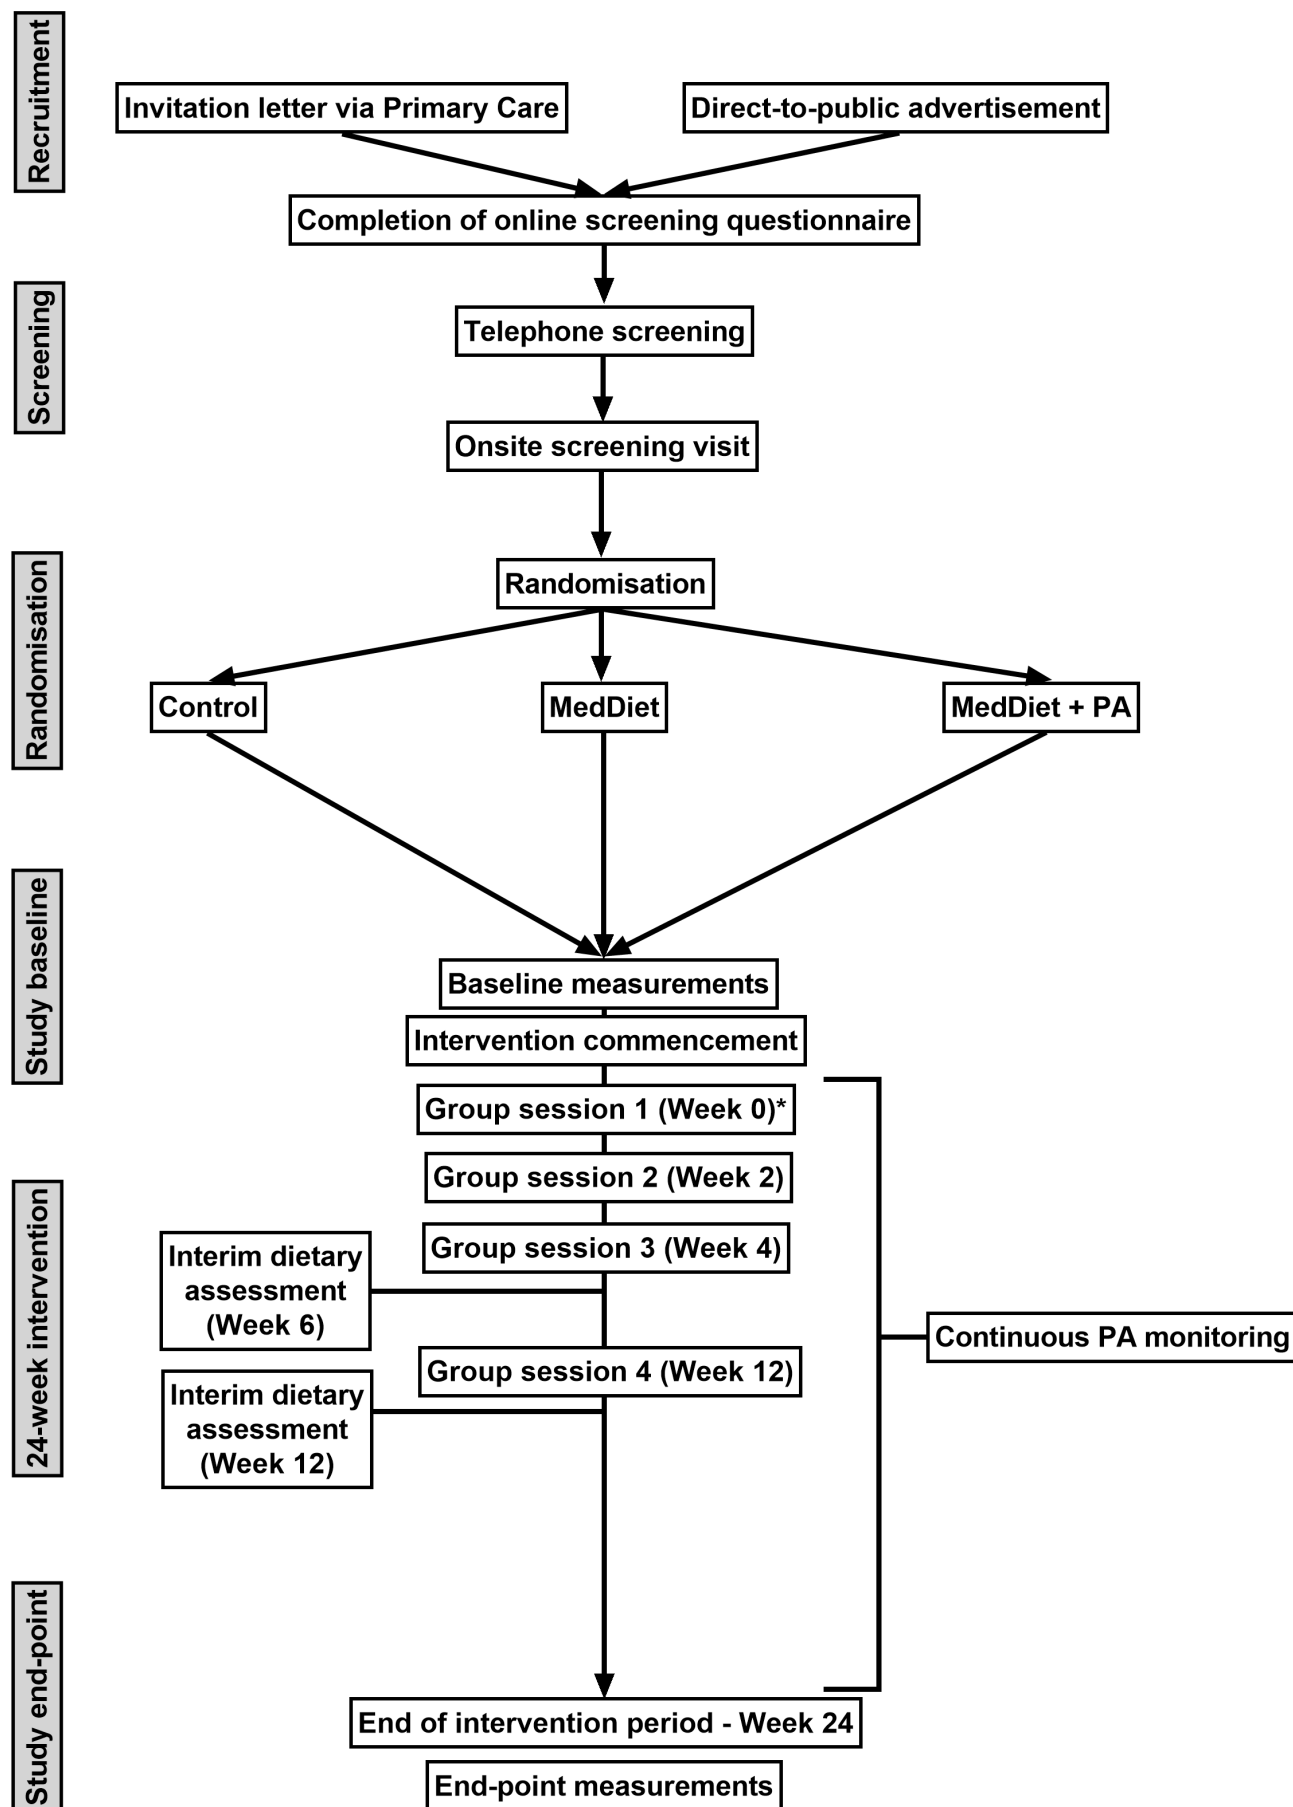 Recruitment
Invitation letter via Primary Care
Direct-to-public advertisement
Completion of online screening questionnaire
Screening
Telephone screening
Onsite screening visit
Randomisation
Randomisation
Control
MedDiet
MedDiet + PA
Study baseline
Baseline measurements
Intervention commencement
Group session 1 (Week 0)*
24-week intervention
Group session 2 (Week 2)
Group session 3 (Week 4)
Interim dietary
assessment
(Week 6)
Continuous PA monitoring
Group session 4 (Week 12)
Interim dietary
assessment
(Week 12)
Study end-point
End of intervention period - Week 24
End-point measurements